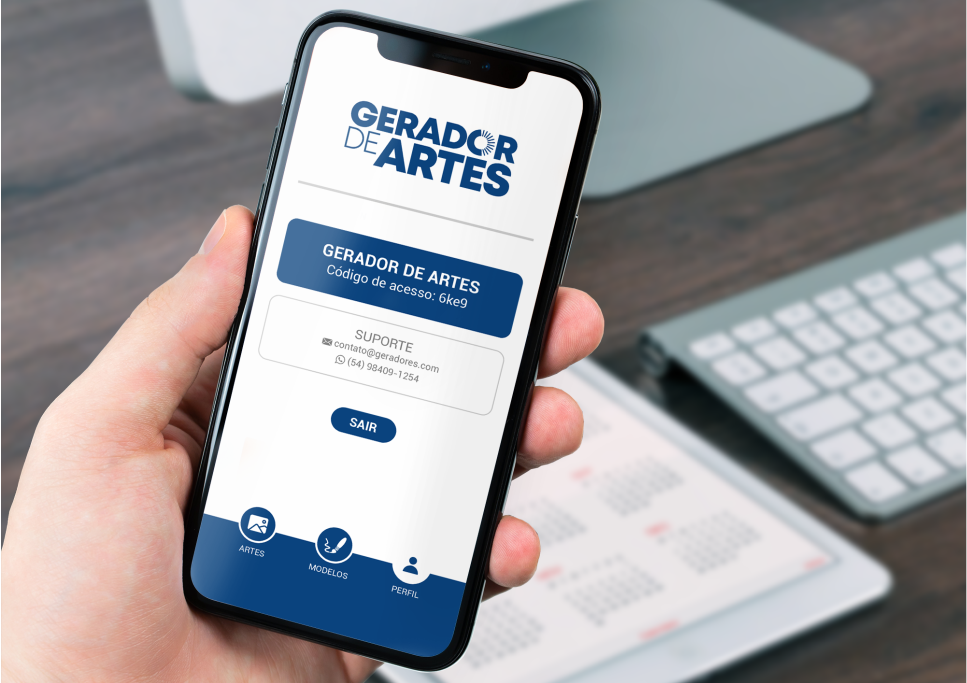 GERADOR
DE ARTES
GERADOR DE ARTES
Código de acesso: 6ke9
SUPORTE
contato@geradores.com
(54) 98409-1254
SAIR
ARTES
MODELOS
PERFIL